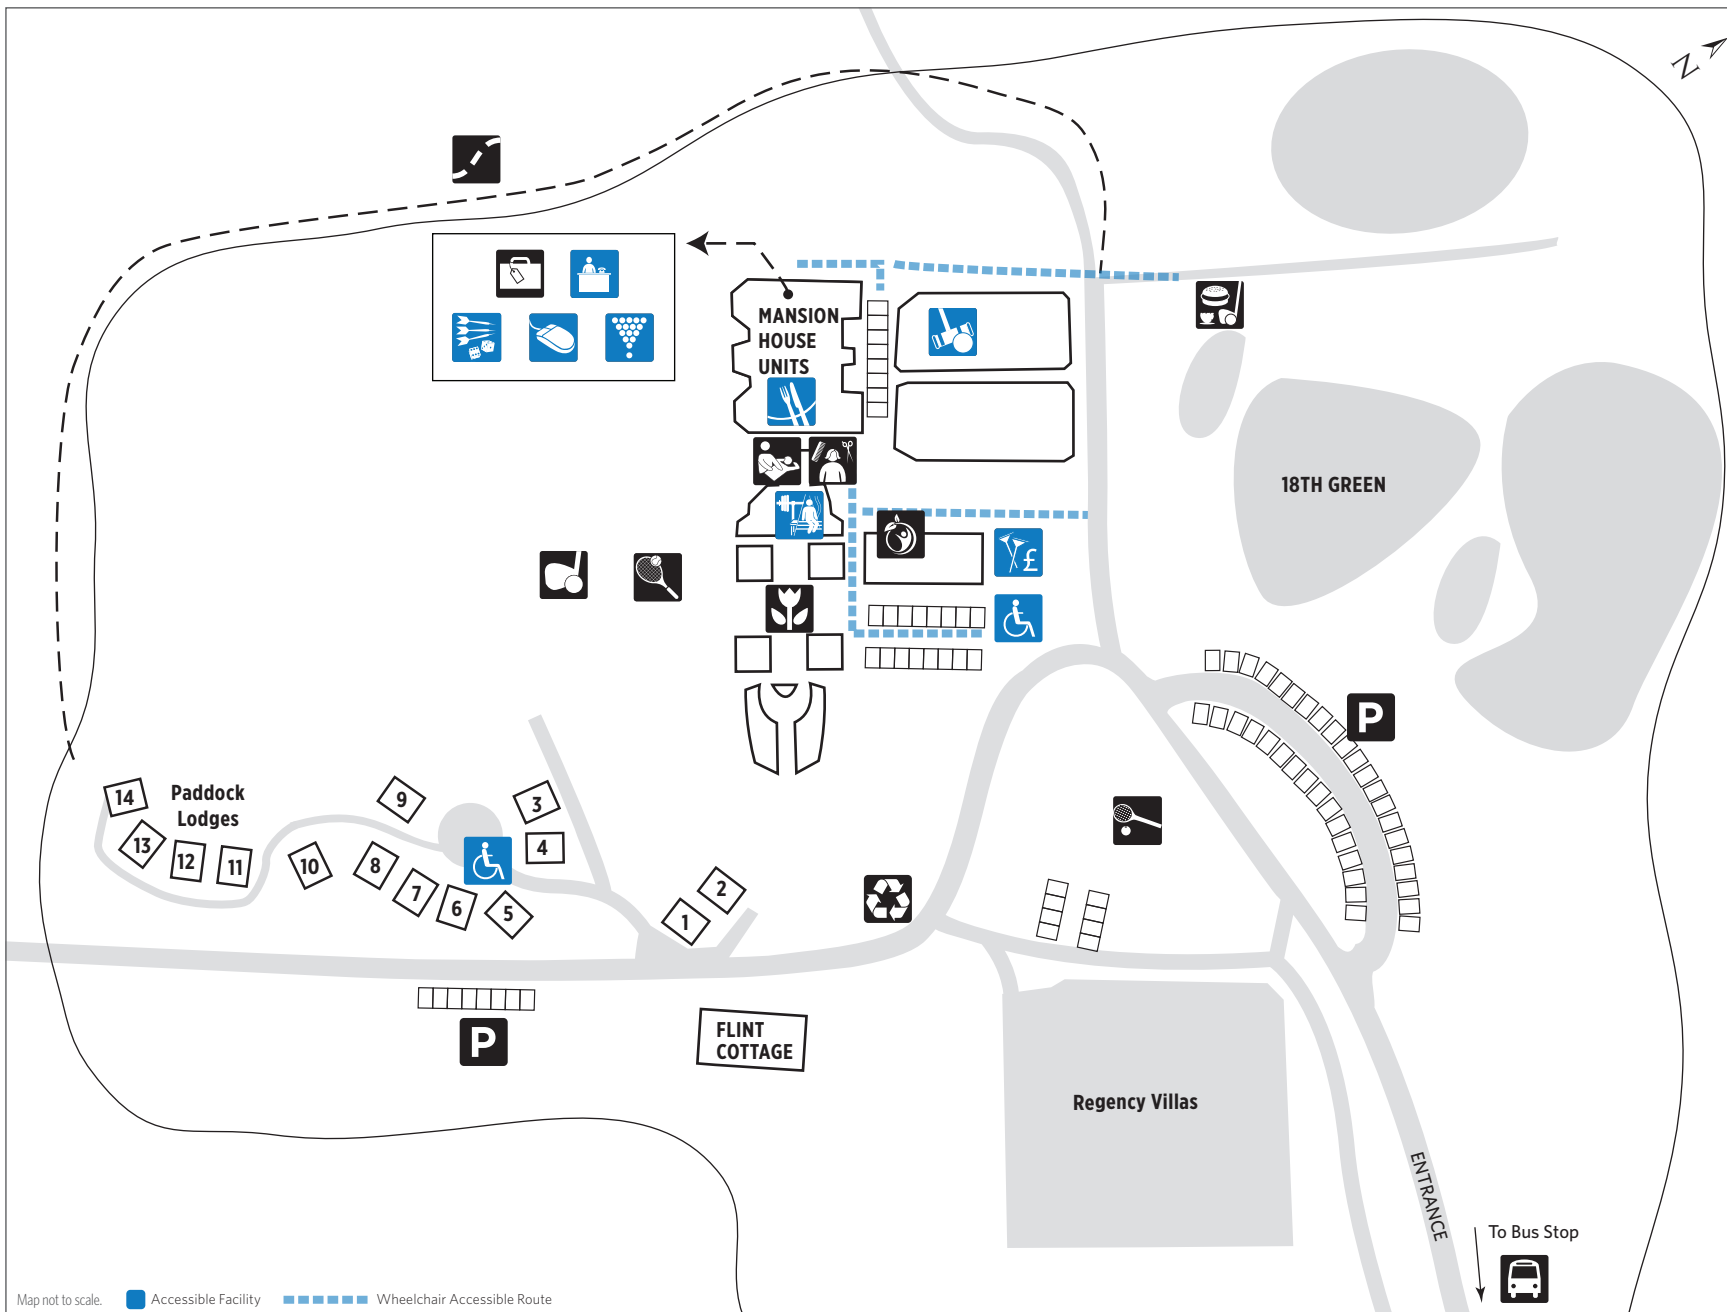 N
MANSION
HOUSE
UNITS
18TH GREEN
£
P
14
Paddock
Lodges
13
12
11
10
9
8
7
6
5
3
4
2
1
P
FLINT
COTTAGE
Regency Villas
ENTRANCE
To Bus Stop
Map not to scale.
Accessible Facility
Wheelchair Accessible Route